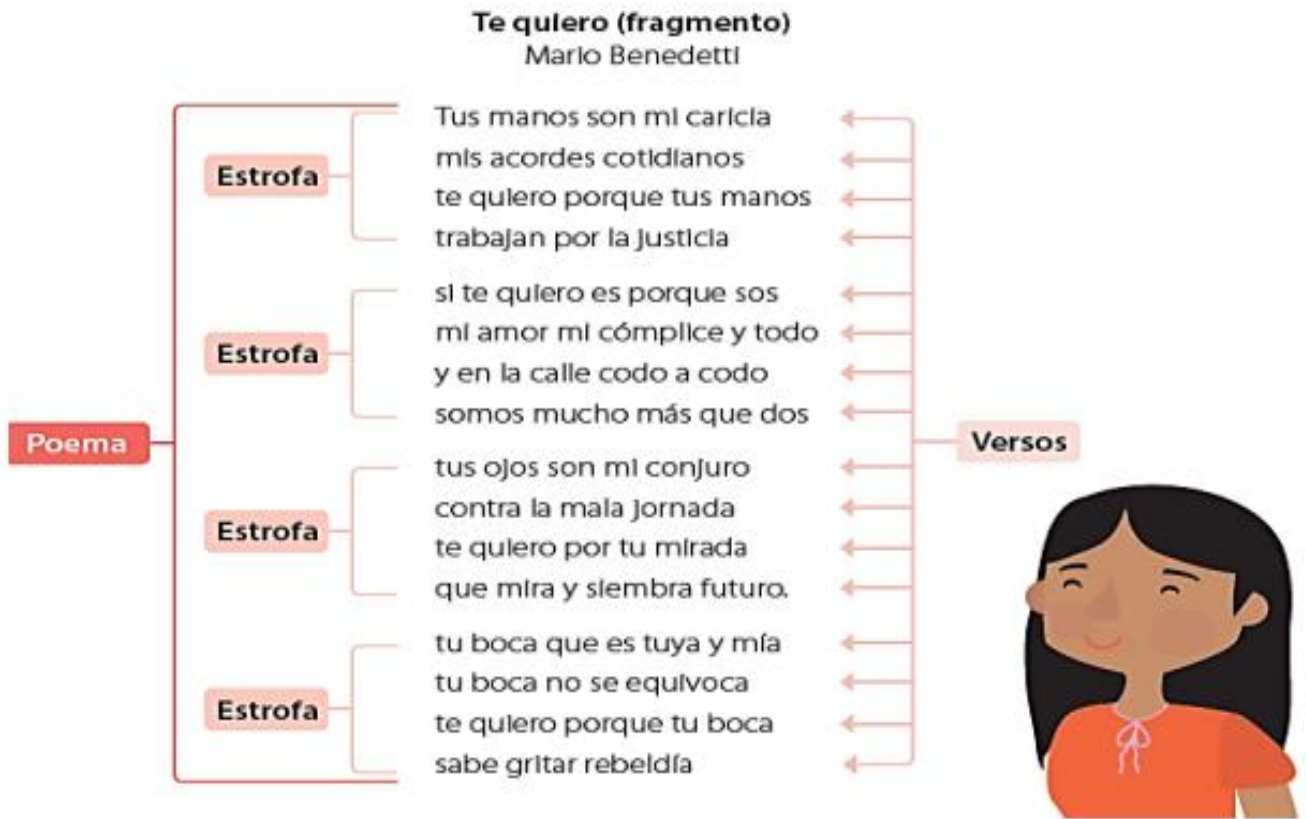 Te quiero (fragmento)
Mario Benedetti
Tus manos son mi caricia
mis acordes cotidianos
te quiero porque tus manos
trabajan por la justicia
Estrofa
si te quiero es porque sos
mi amor mi cómplice y todo
y en la calle codo a codo
somos mucho más que dos
Estrofa
Poema
tus ojos son mi conjuro
contra la mala jornada
te quiero por tu mirada
que mira y siembra futuro.
Estrofa
tu boca que es tuya y mía
tu boca no se equivoca
te quiero porque tu boca
sabe gritar rebeldía
Estrofa
Versos